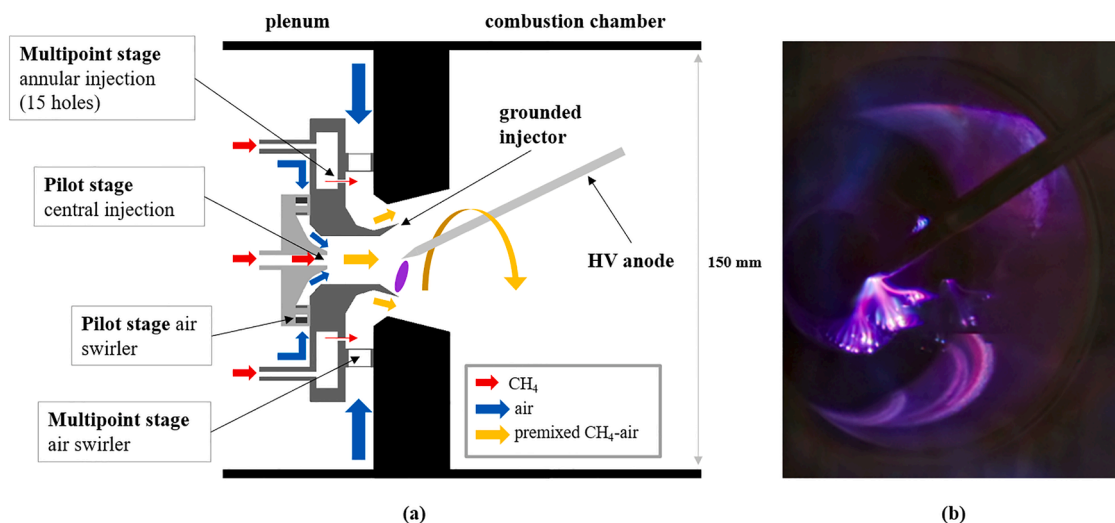 plenum
combustion chamber
Multipoint stage
annular injection
(15 holes)
Pilot stage
central injection
Pilot stage air
swirler
Multipoint stage
air swirler
grounded
injector
HV anode
150 mm
CH₄
air
premixed CH₄-air
(a)
(b)